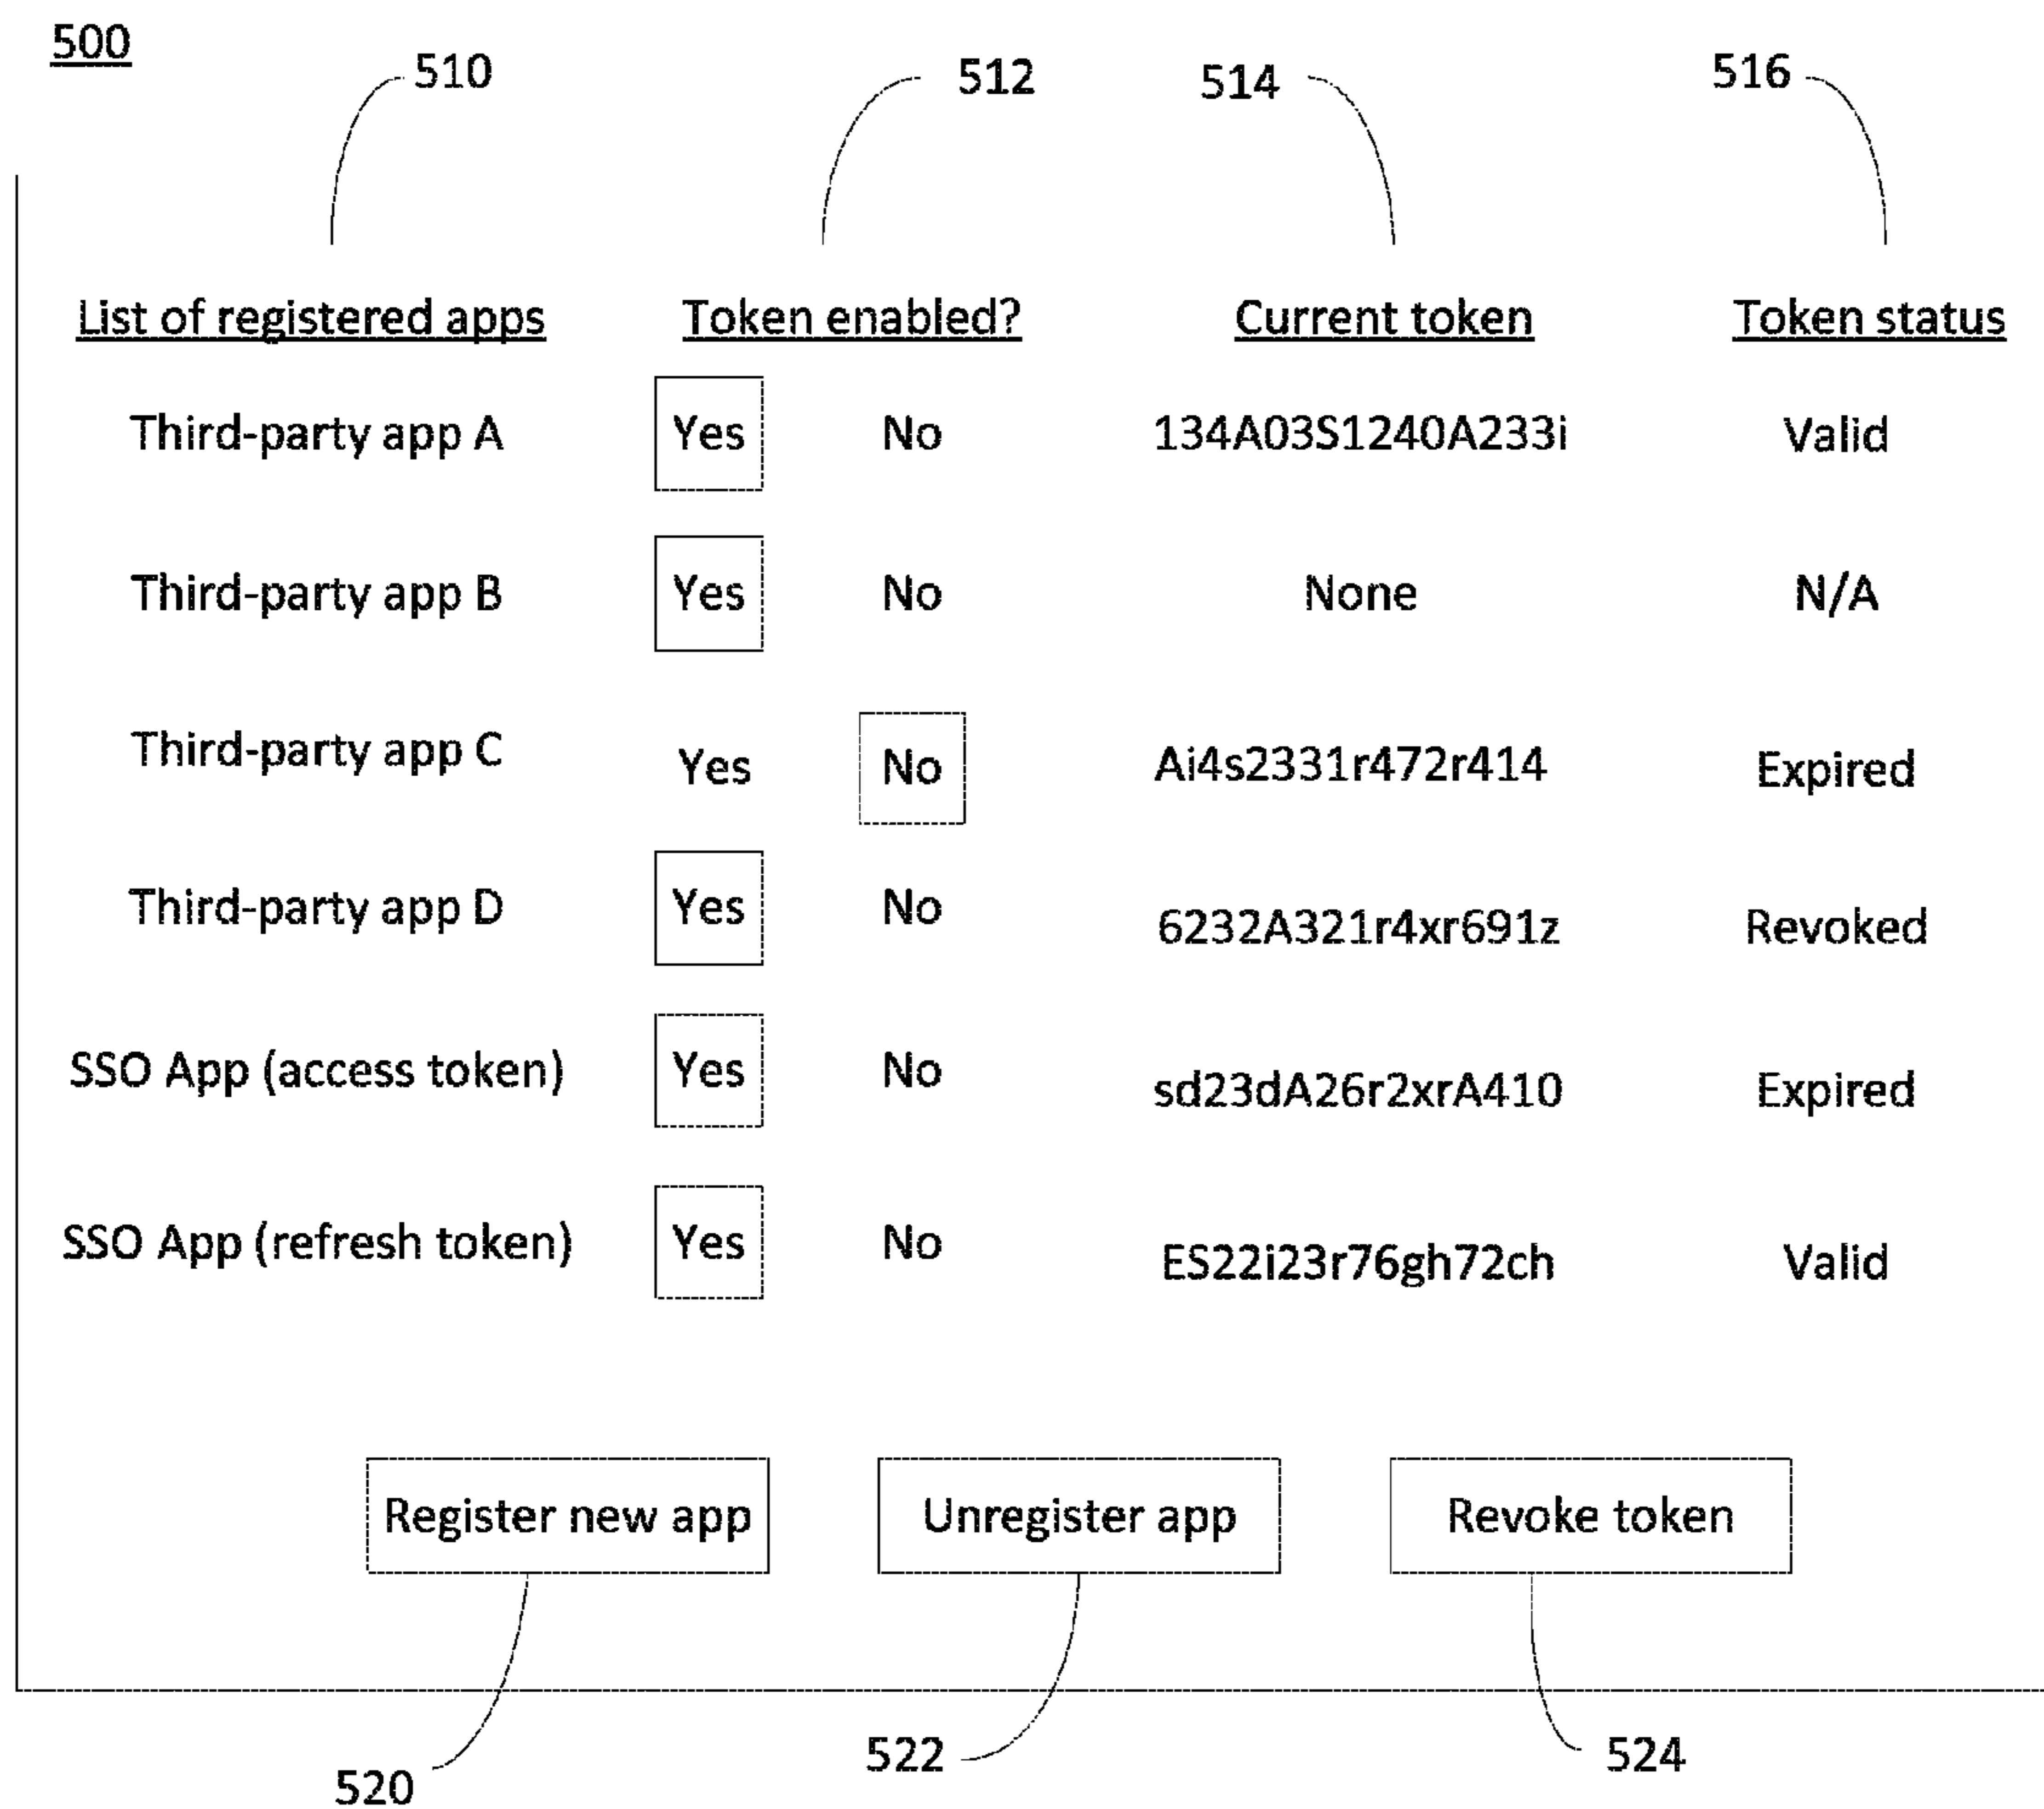 500
510 512 514 516
List of registered apps Token enabled? Current token Token status
Third-party app A Yes No 134A03S1240A233i Valid
Third-party app B Yes No None N/A
Third-party app C Yes No Ai4s2331r472r414 Expired
Third-party app D Yes No 6232A321r4xr691z Revoked
SSO App (access token) Yes No sd23dA26r2xrA410 Expired
SSO App (refresh token) Yes No ES22i23r76gh72ch Valid
Register new app Unregister app Revoke token
520 522 524